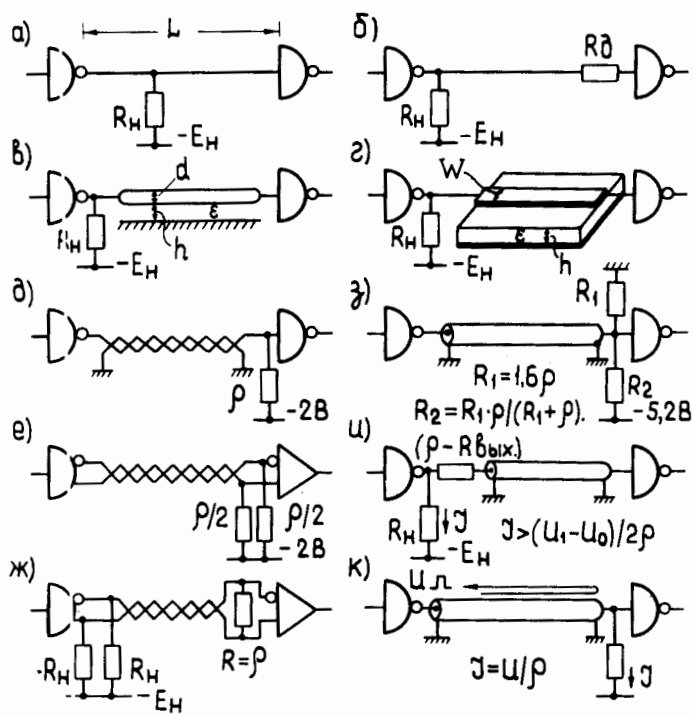 а)
L
Rн
-Eн
б)
Rд
Rн
-Eн
в)
d
ε
h
Rн
-Eн
г)
W
ε
h
Rн
-Eн
д)
ρ
-2В
з)
R₁
R₁=1,6ρ
R₂
R₂=R₁·ρ/(R₁+ρ).
-5,2В
е)
ρ/2
ρ/2
-2В
и)
(ρ-Rвых.)
Rн
J
J>(U₁-U₀)/2ρ
-Eн
ж)
Rн
Rн
R=ρ
-Eн
к)
U
J=U/ρ
J